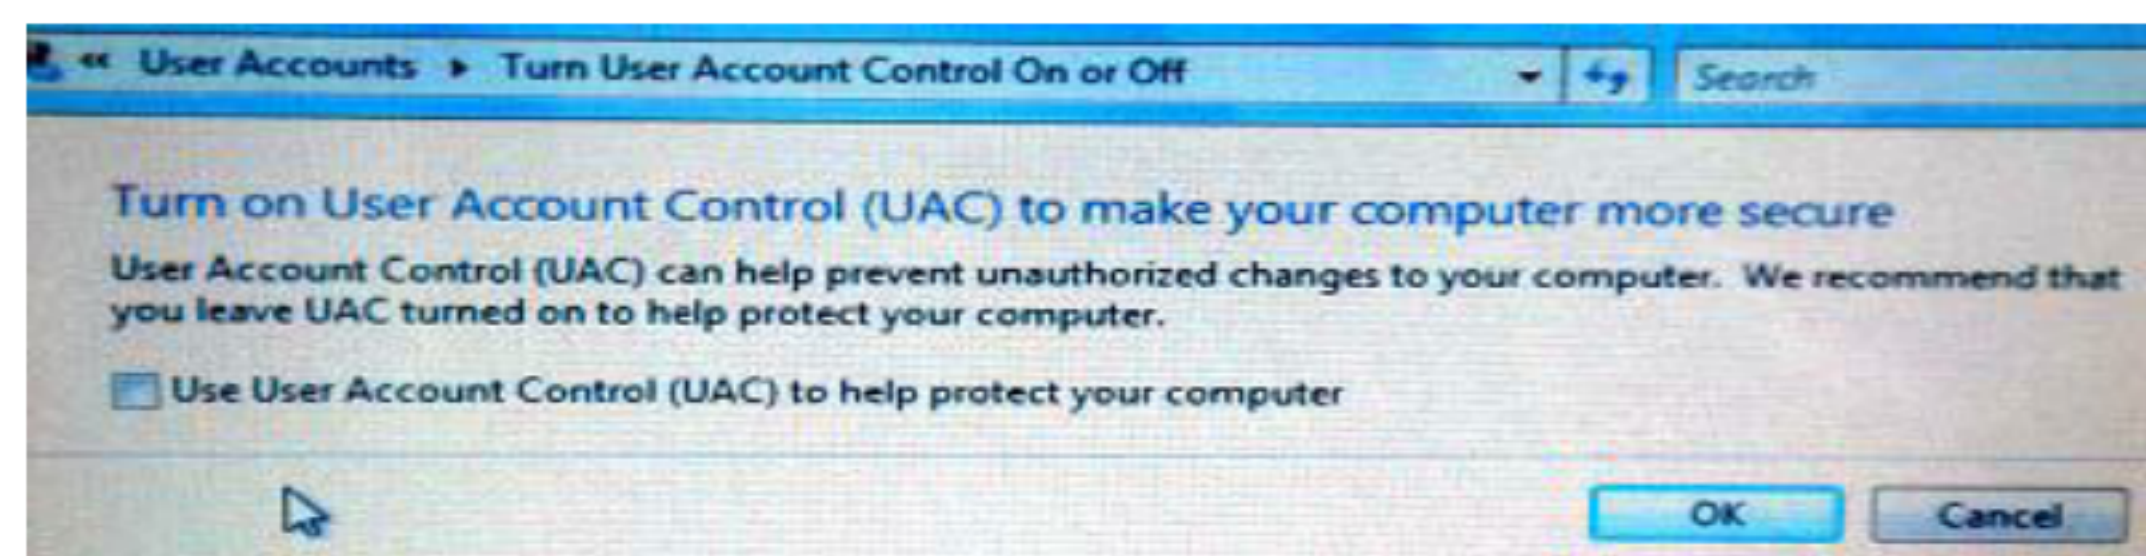 « User Accounts ▸ Turn User Account Control On or Off Search
Turn on User Account Control (UAC) to make your computer more secure
User Account Control (UAC) can help prevent unauthorized changes to your computer. We recommend that
you leave UAC turned on to help protect your computer.
Use User Account Control (UAC) to help protect your computer
OK Cancel